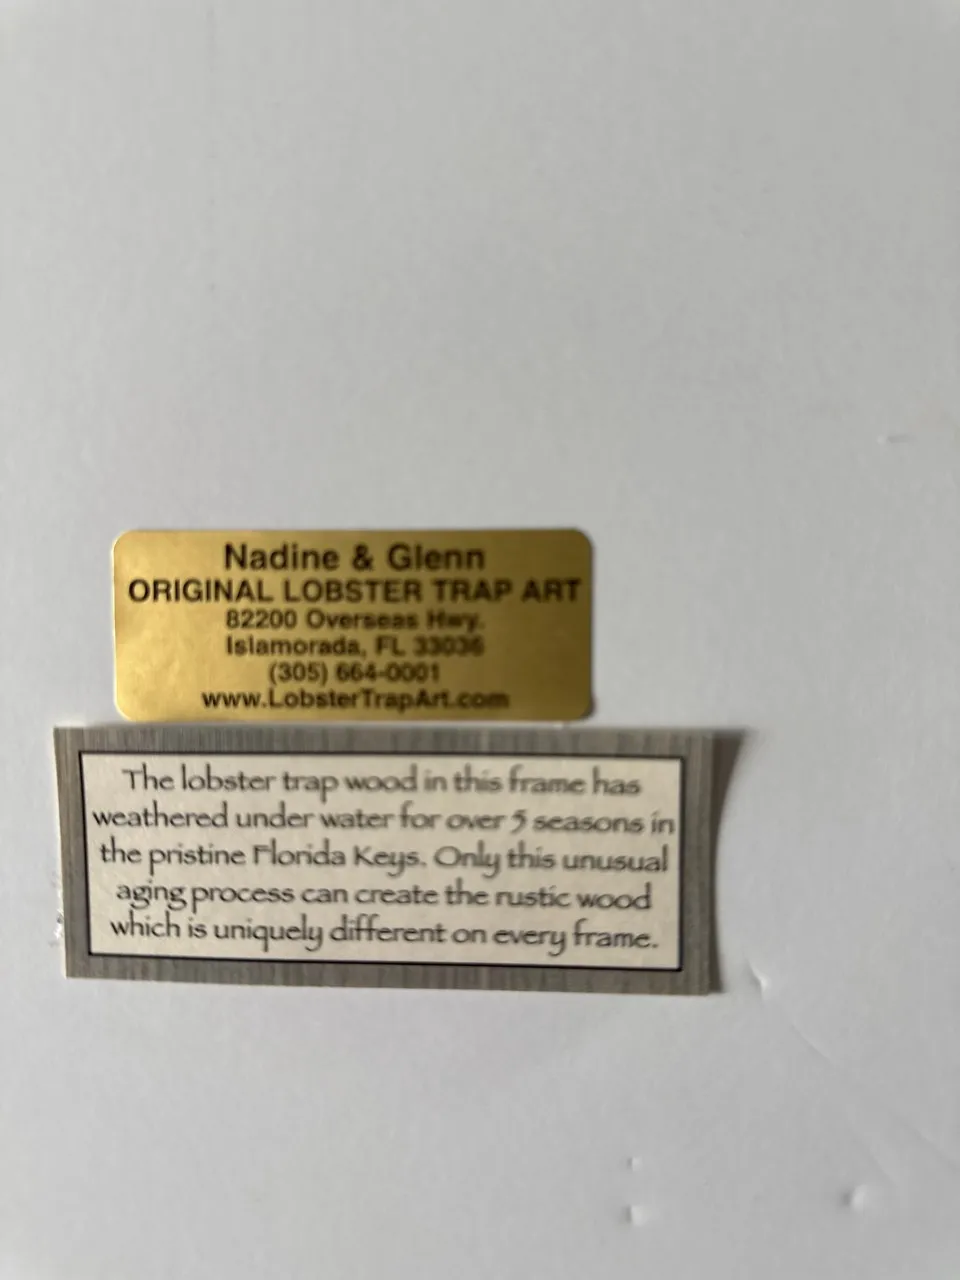 Nadine & Glenn
ORIGINAL LOBSTER TRAP ART
82200 Overseas Hwy.
Islamorada, FL 33036
(305) 664-0001
www.LobsterTrapArt.com
The lobster trap wood in this frame has
weathered under water for over 5 seasons in
the pristine Florida Keys. Only this unusual
aging process can create the rustic wood
which is uniquely different on every frame.